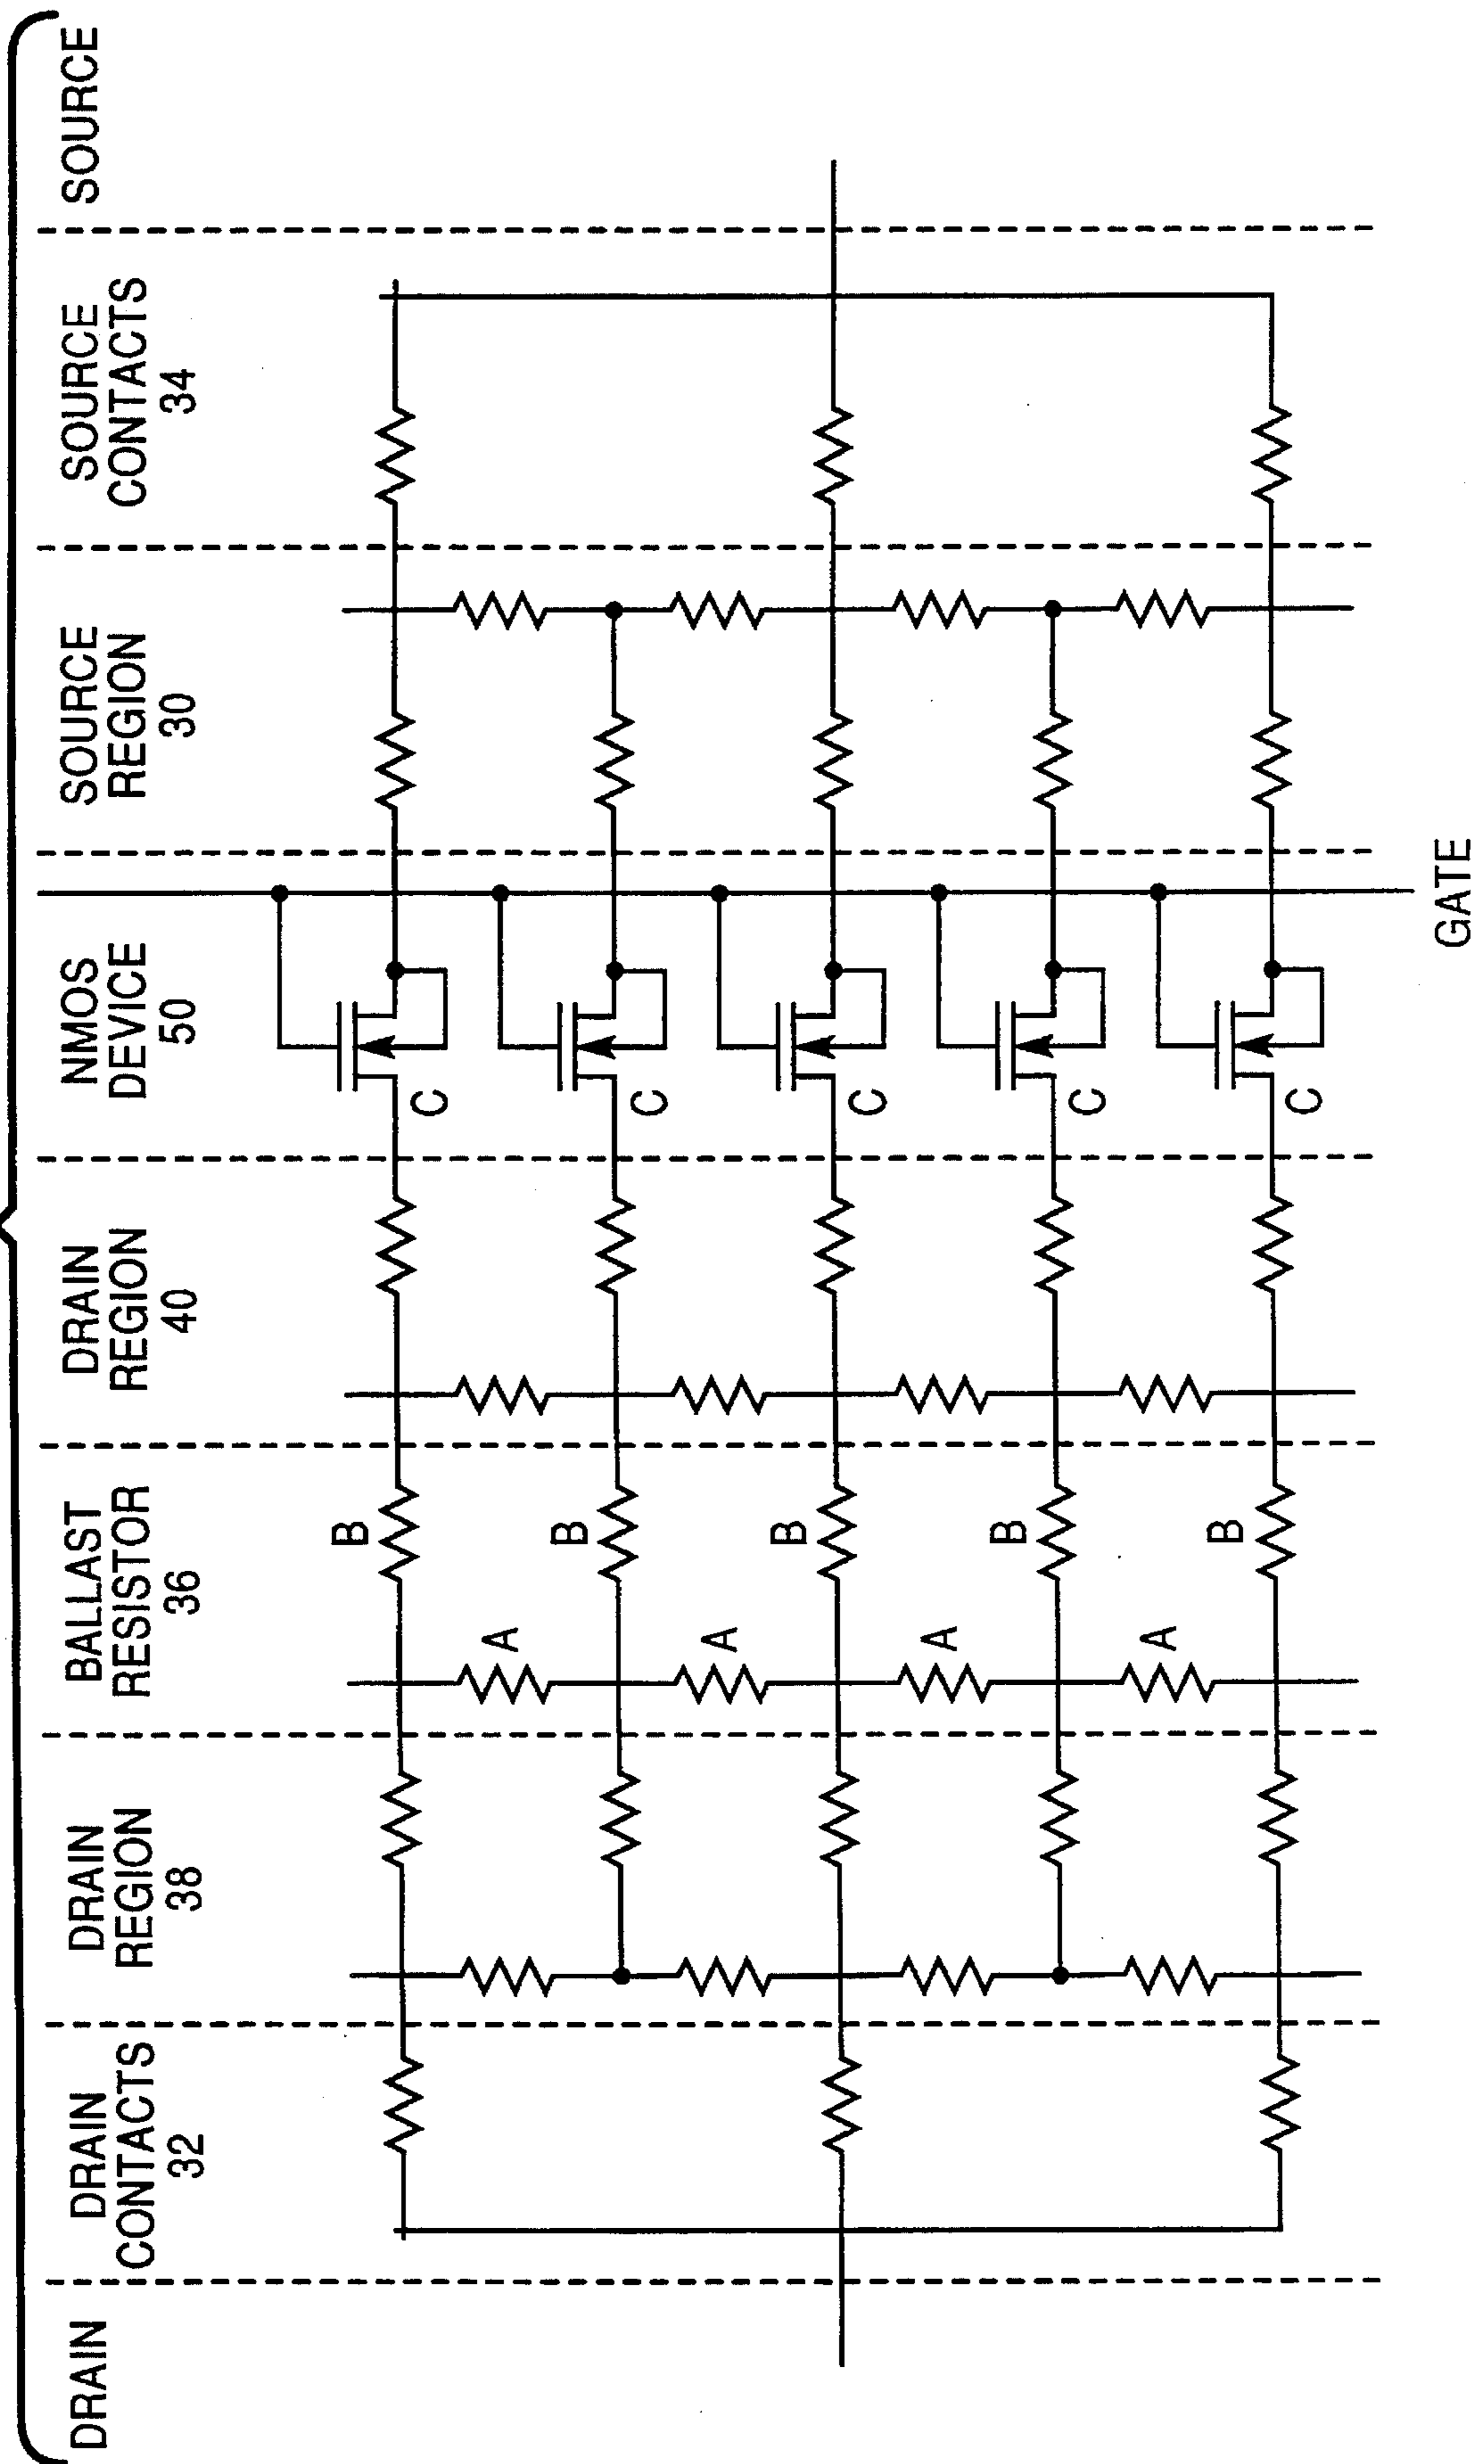 DRAIN
DRAIN
CONTACTS
32
DRAIN
REGION
38
BALLAST
RESISTOR
36
DRAIN
REGION
40
NMOS
DEVICE
50
SOURCE
REGION
30
SOURCE
CONTACTS
34
SOURCE
B
A
B
A
B
A
B
A
B
C
C
C
C
C
GATE